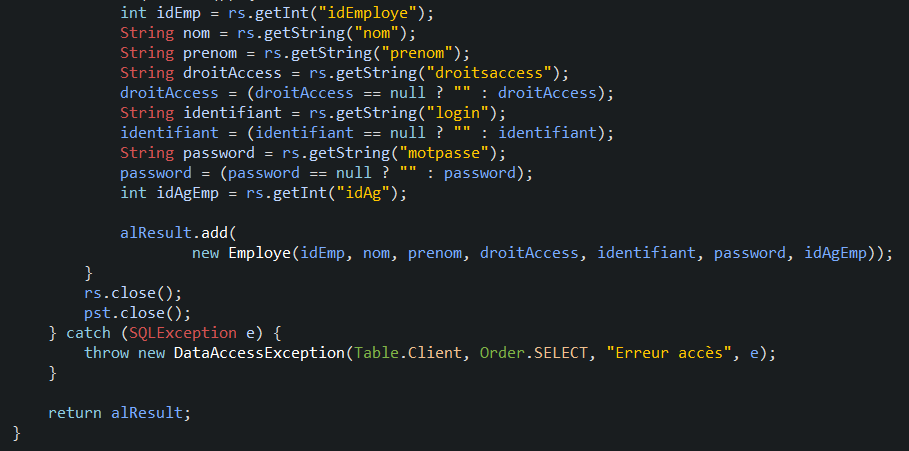 int idEmp = rs.getInt("idEmploye");
String nom = rs.getString("nom");
String prenom = rs.getString("prenom");
String droitAccess = rs.getString("droitsaccess");
droitAccess = (droitAccess == null ? "" : droitAccess);
String identifiant = rs.getString("login");
identifiant = (identifiant == null ? "" : identifiant);
String password = rs.getString("motpasse");
password = (password == null ? "" : password);
int idAgEmp = rs.getInt("idAg");
alResult.add(
new Employe(idEmp, nom, prenom, droitAccess, identifiant, password, idAgEmp));
}
rs.close();
pst.close();
} catch (SQLException e) {
throw new DataAccessException(Table.Client, Order.SELECT, "Erreur accès", e);
}
return alResult;
}